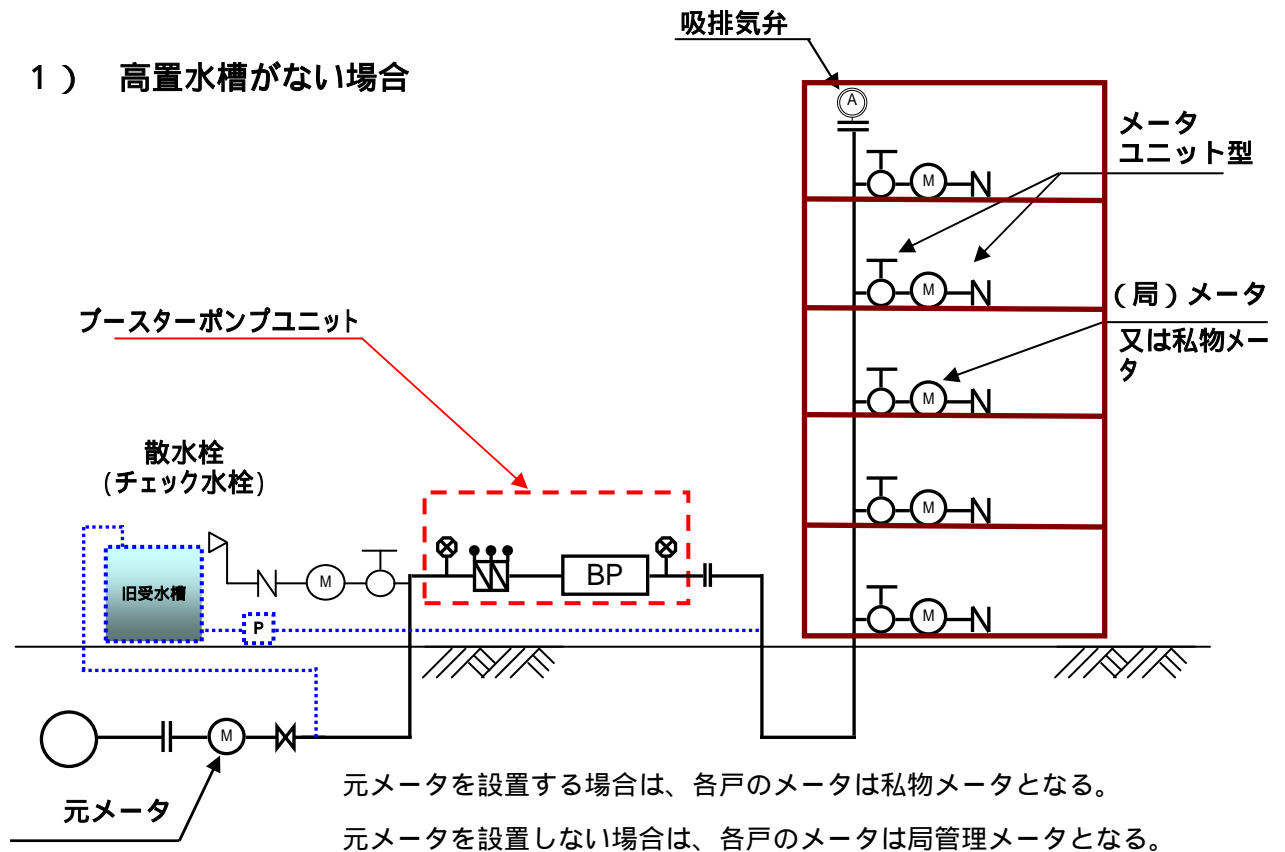 吸排気弁
1） 高置水槽がない場合
A
メータ
ユニット型
M
M
（局）メータ
又は私物メー
タ
M
ブースターポンプユニット
散水栓
(チェック水栓)
M
BP
旧受水槽
M
P
M
M
元メータ
元メータを設置する場合は、各戸のメータは私物メータとなる。
元メータを設置しない場合は、各戸のメータは局管理メータとなる。